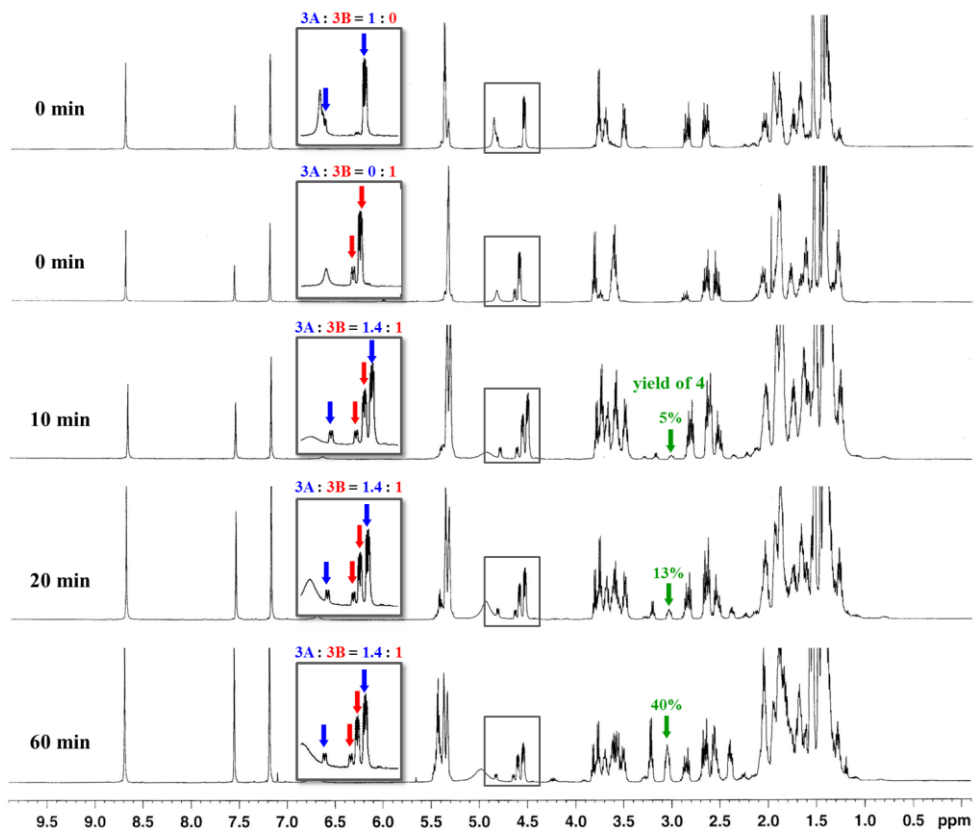 3A : 3B = 1 : 0
0 min
3A : 3B = 0 : 1
0 min
3A : 3B = 1.4 : 1
10 min
yield of 4
5%
3A : 3B = 1.4 : 1
20 min
13%
3A : 3B = 1.4 : 1
60 min
40%
9.5 9.0 8.5 8.0 7.5 7.0 6.5 6.0 5.5 5.0 4.5 4.0 3.5 3.0 2.5 2.0 1.5 1.0 0.5 ppm